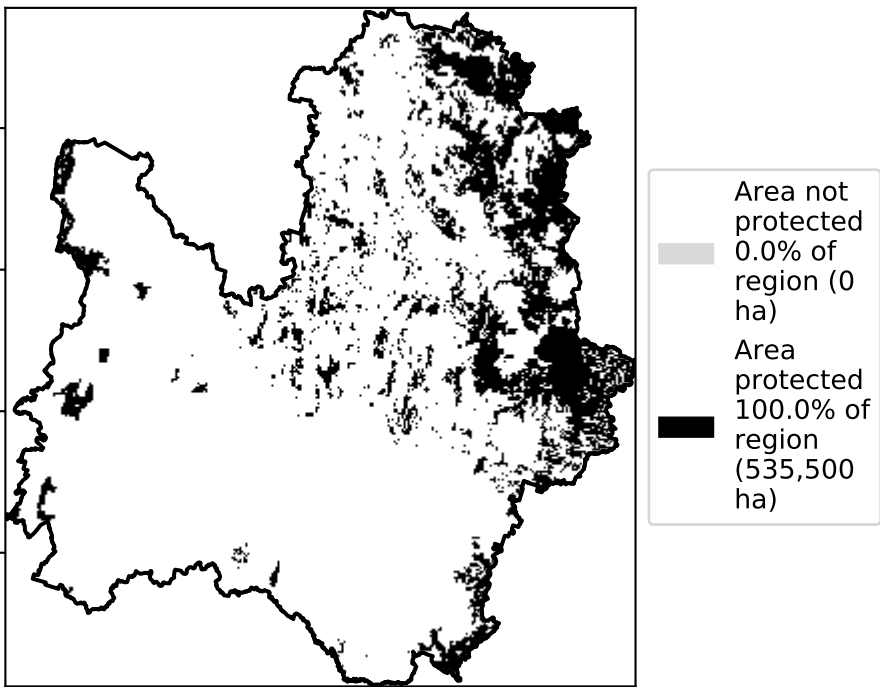 Area not
protected
0.0% of
region (0
ha)
Area
protected
100.0% of
region
(535,500
ha)